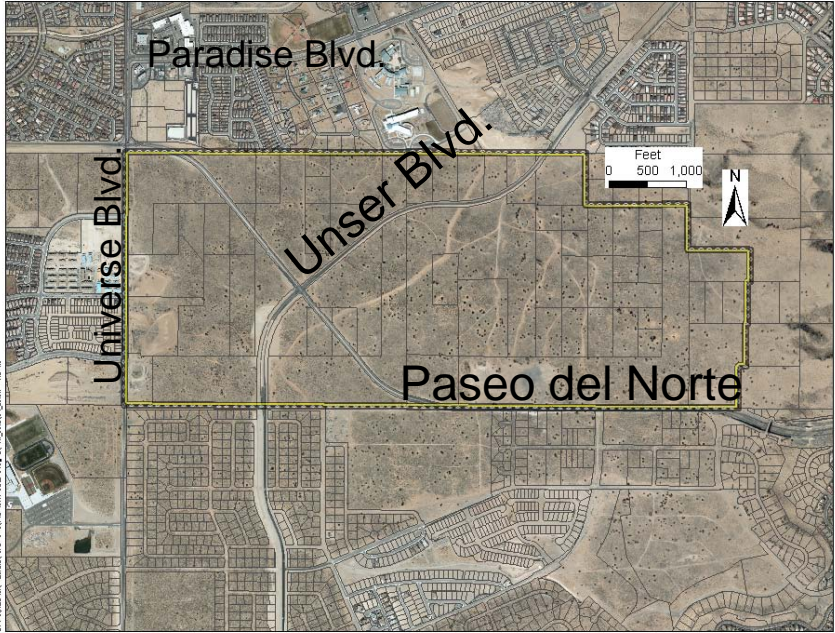 Paradise Blvd.
Unser Blvd.
Universe Blvd.
Feet
0 500 1,000
N
Paseo del Norte